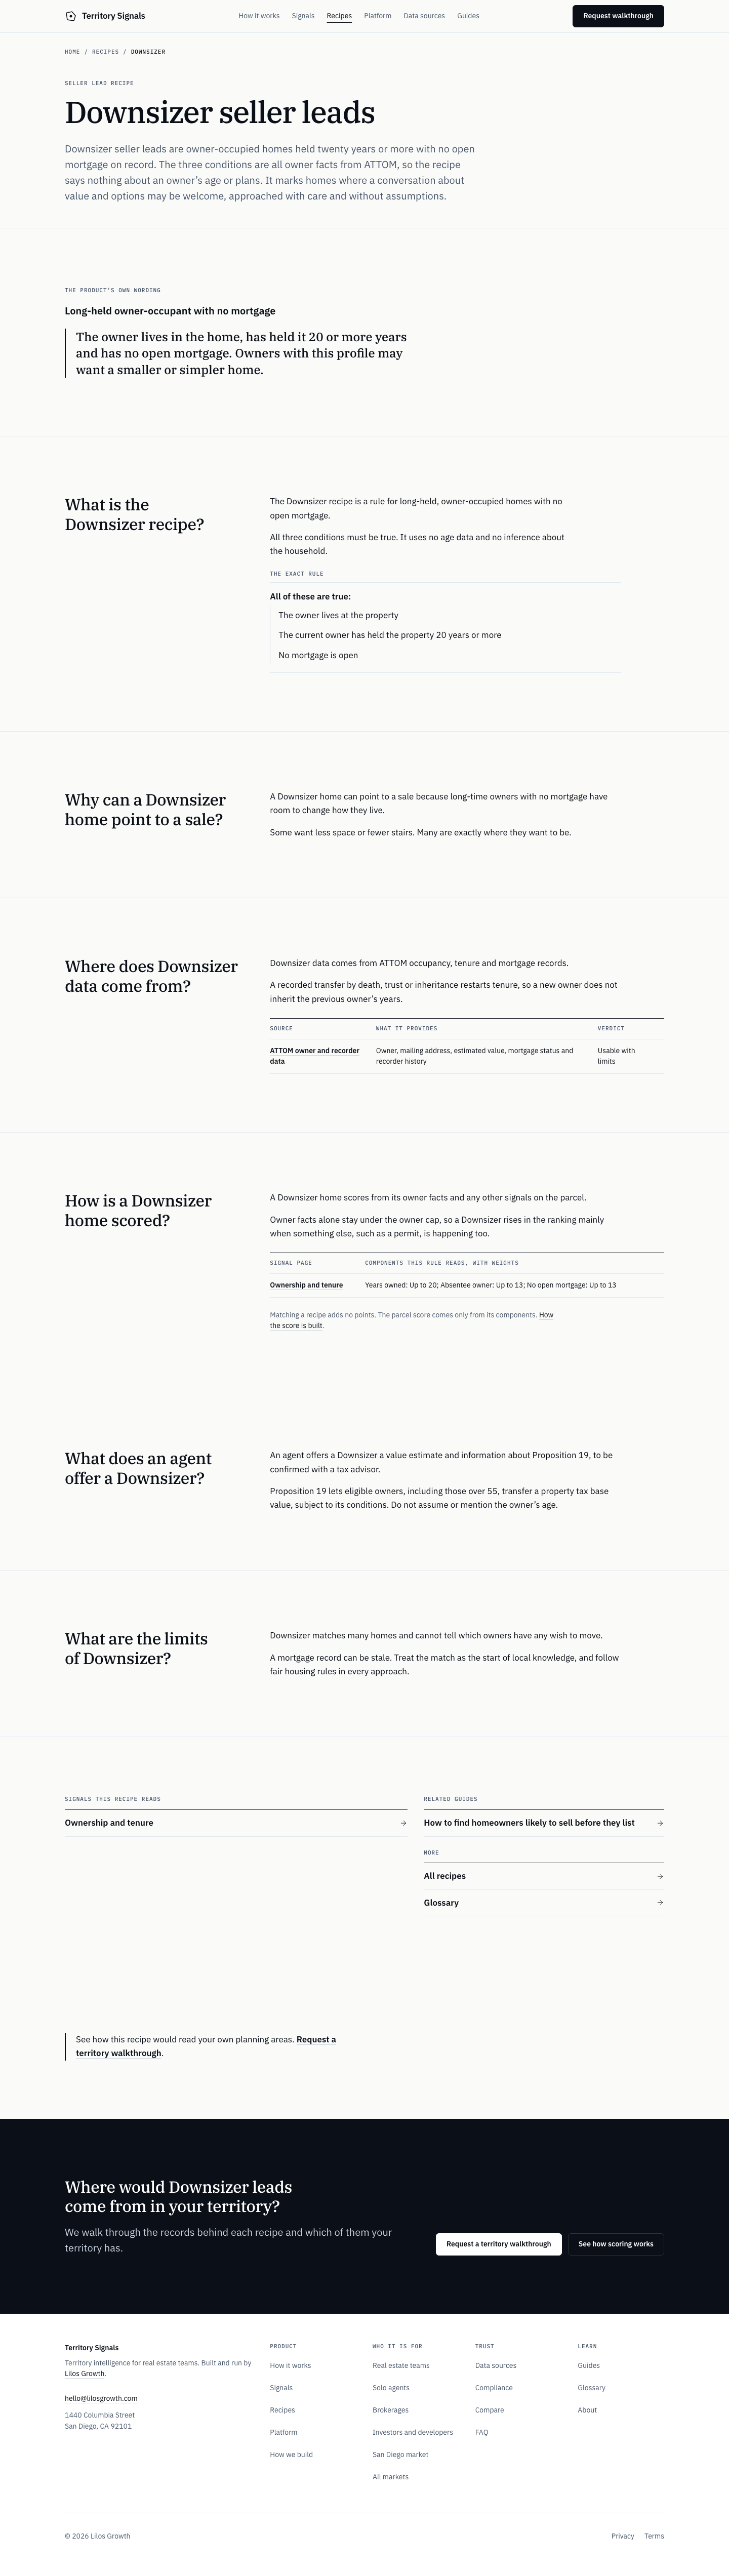 Territory Signals
How it works
Signals
Recipes
Platform
Data sources
Guides
Request walkthrough
HOME / RECIPES / DOWNSIZER
SELLER LEAD RECIPE
Downsizer seller leads
Downsizer seller leads are owner-occupied homes held twenty years or more with no open
mortgage on record. The three conditions are all owner facts from ATTOM, so the recipe
says nothing about an owner’s age or plans. It marks homes where a conversation about
value and options may be welcome, approached with care and without assumptions.
THE PRODUCT’S OWN WORDING
Long-held owner-occupant with no mortgage
The owner lives in the home, has held it 20 or more years
and has no open mortgage. Owners with this profile may
want a smaller or simpler home.
What is the
Downsizer recipe?
The Downsizer recipe is a rule for long-held, owner-occupied homes with no
open mortgage.
All three conditions must be true. It uses no age data and no inference about
the household.
THE EXACT RULE
All of these are true:
The owner lives at the property
The current owner has held the property 20 years or more
No mortgage is open
Why can a Downsizer
home point to a sale?
A Downsizer home can point to a sale because long-time owners with no mortgage have
room to change how they live.
Some want less space or fewer stairs. Many are exactly where they want to be.
Where does Downsizer
data come from?
Downsizer data comes from ATTOM occupancy, tenure and mortgage records.
A recorded transfer by death, trust or inheritance restarts tenure, so a new owner does not
inherit the previous owner’s years.
SOURCE
WHAT IT PROVIDES
VERDICT
ATTOM owner and recorder
data
Owner, mailing address, estimated value, mortgage status and
recorder history
Usable with
limits
How is a Downsizer
home scored?
A Downsizer home scores from its owner facts and any other signals on the parcel.
Owner facts alone stay under the owner cap, so a Downsizer rises in the ranking mainly
when something else, such as a permit, is happening too.
SIGNAL PAGE
COMPONENTS THIS RULE READS, WITH WEIGHTS
Ownership and tenure
Years owned: Up to 20; Absentee owner: Up to 13; No open mortgage: Up to 13
Matching a recipe adds no points. The parcel score comes only from its components. How
the score is built.
What does an agent
offer a Downsizer?
An agent offers a Downsizer a value estimate and information about Proposition 19, to be
confirmed with a tax advisor.
Proposition 19 lets eligible owners, including those over 55, transfer a property tax base
value, subject to its conditions. Do not assume or mention the owner’s age.
What are the limits
of Downsizer?
Downsizer matches many homes and cannot tell which owners have any wish to move.
A mortgage record can be stale. Treat the match as the start of local knowledge, and follow
fair housing rules in every approach.
SIGNALS THIS RECIPE READS
Ownership and tenure →
RELATED GUIDES
How to find homeowners likely to sell before they list →
MORE
All recipes →
Glossary →
See how this recipe would read your own planning areas. Request a
territory walkthrough.
Where would Downsizer leads
come from in your territory?
We walk through the records behind each recipe and which of them your
territory has.
Request a territory walkthrough
See how scoring works
Territory Signals
Territory intelligence for real estate teams. Built and run by
Lilos Growth.
hello@lilosgrowth.com
1440 Columbia Street
San Diego, CA 92101
PRODUCT
How it works
Signals
Recipes
Platform
How we build
WHO IT IS FOR
Real estate teams
Solo agents
Brokerages
Investors and developers
San Diego market
All markets
TRUST
Data sources
Compliance
Compare
FAQ
LEARN
Guides
Glossary
About
© 2026 Lilos Growth
Privacy
Terms